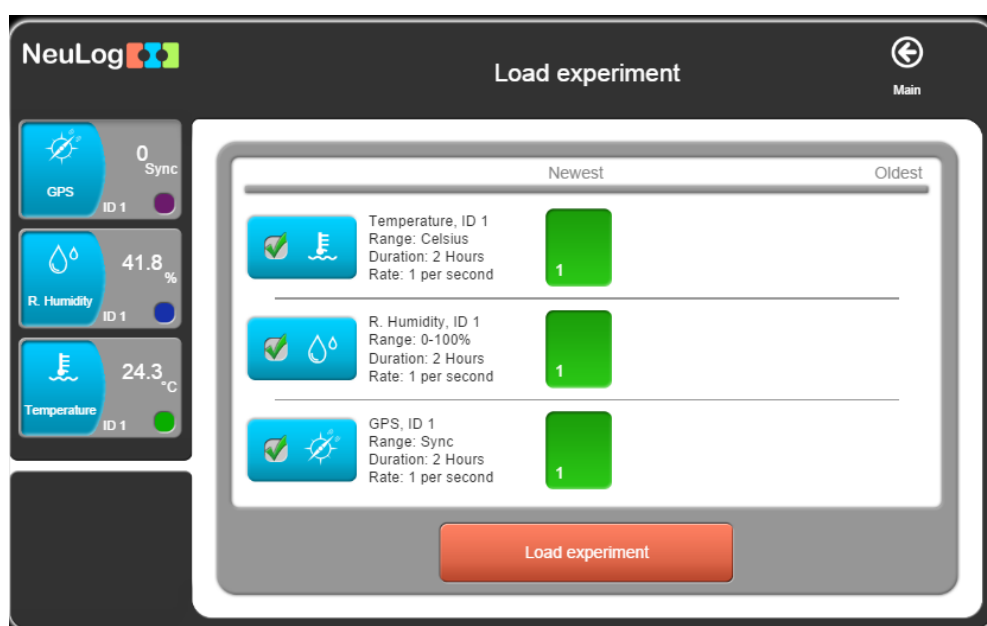 NeuLog
Load experiment
Main
0
Sync
GPS
ID 1
41.8
%
R. Humidity
ID 1
24.3
°C
Temperature
ID 1
Newest
Oldest
Temperature, ID 1
Range: Celsius
Duration: 2 Hours
Rate: 1 per second
1
R. Humidity, ID 1
Range: 0-100%
Duration: 2 Hours
Rate: 1 per second
1
GPS, ID 1
Range: Sync
Duration: 2 Hours
Rate: 1 per second
1
Load experiment